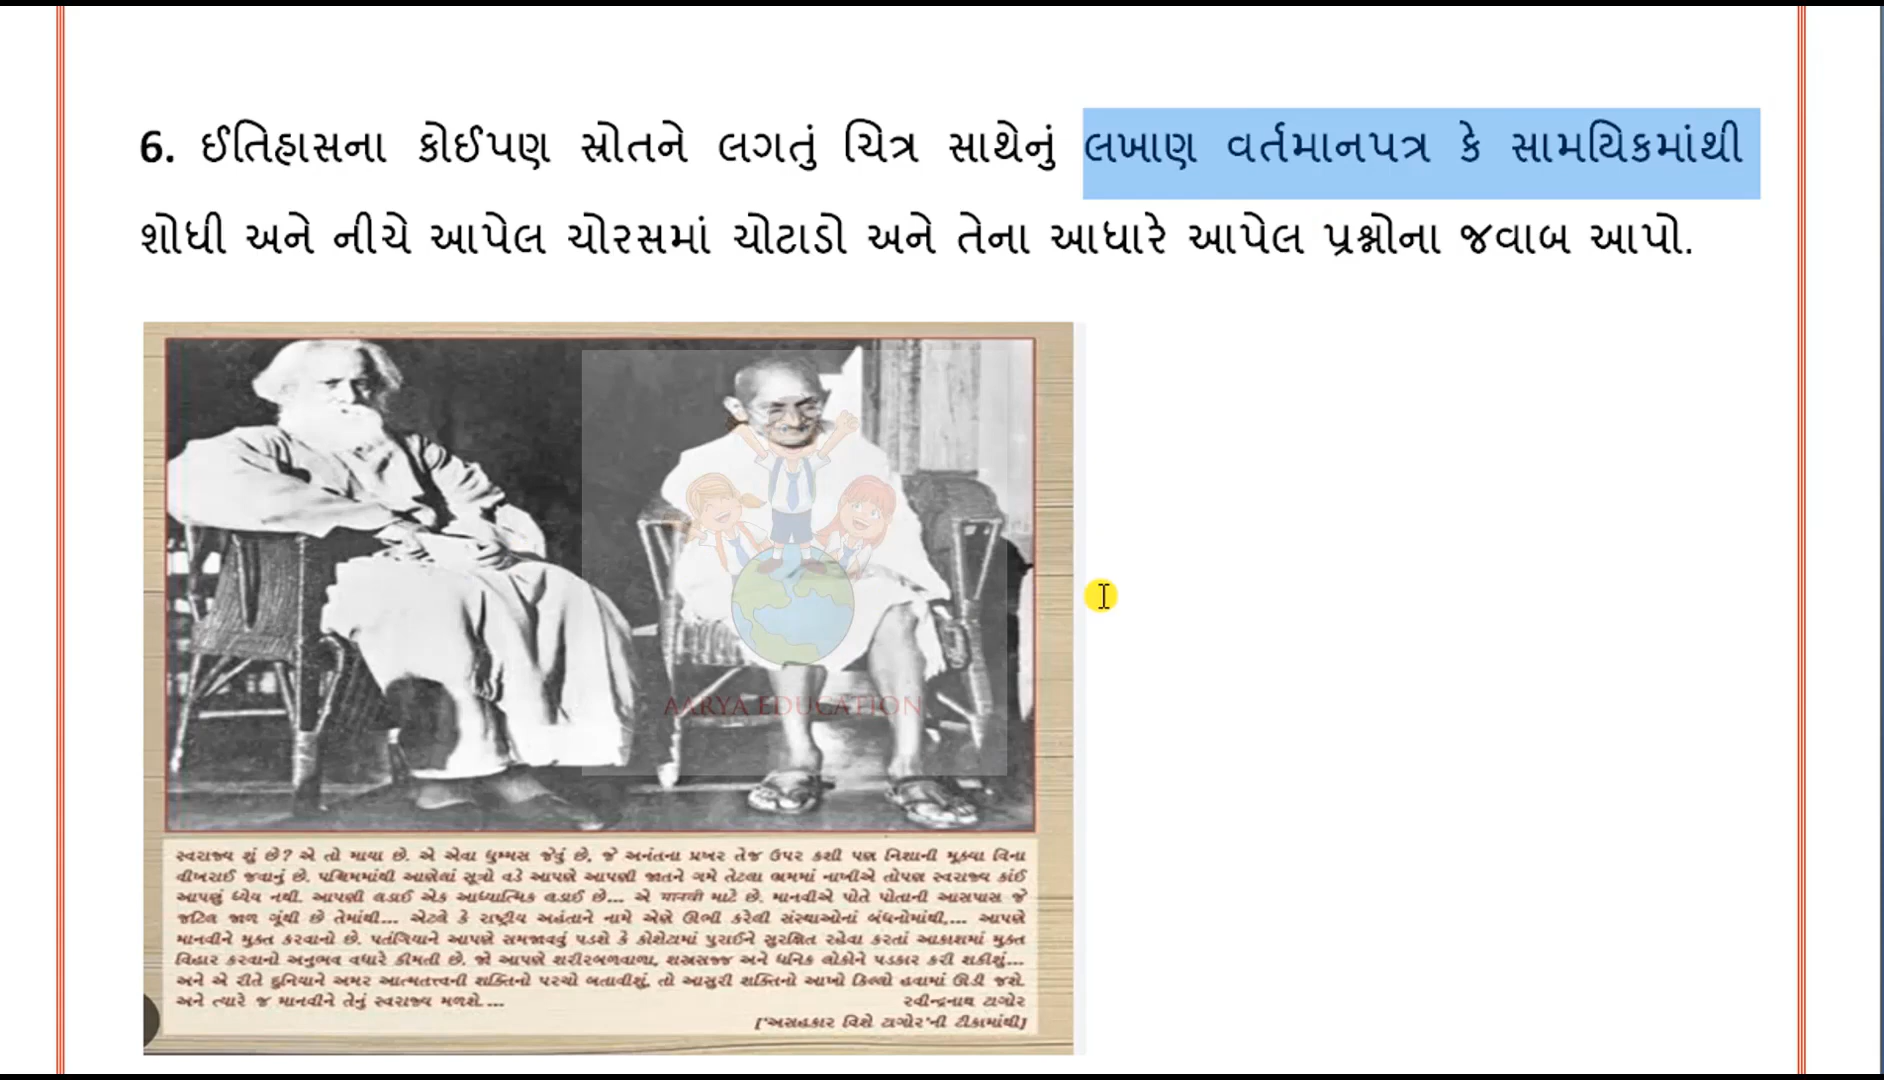 6. ઈતિહાસના કોઈપણ સ્રોતને લગતું ચિત્ર સાથેનું લખાણ વર્તમાનપત્ર કે સામયિકમાંથી
શોધી અને નીચે આપેલ ચોરસમાં ચોટાડો અને તેના આધારે આપેલ પ્રશ્નોના જવાબ આપો.
AARYA EDUCATION
સ્વરાજ્ય શું છે? એ તો માયા છે. એ એવા ધુમ્મસ જેવું છે, જે અનંતના પ્રખર તેજ ઉપર કશી પણ નિશાની મૂક્યા વિના
વીખરાઈ જવાનું છે. પશ્ચિમમાંથી આણેલાં સૂત્રો વડે આપણે આપણી જાતને ગમે તેટલા ભ્રમમાં નાખીએ તોપણ સ્વરાજ્ય કાંઈ
આપણું ધ્યેય નથી. આપણી લડાઈ એક આધ્યાત્મિક લડાઈ છે... એ માનવી માટે છે. માનવીએ પોતે પોતાની આસપાસ જે
જટિલ જાળ ગૂંથી છે તેમાંથી... એટલે કે રાષ્ટ્રીય અહંતાને નામે એણે ઊભી કરેલી સંસ્થાઓનાં બંધનોમાંથી,... આપણે
માનવીને મુક્ત કરવાનો છે. પતંગિયાને આપણે સમજાવવું પડશે કે કોશેટામાં પુરાઈને સુરક્ષિત રહેવા કરતાં આકાશમાં મુક્ત
વિહાર કરવાનો અનુભવ વધારે કીમતી છે. જો આપણે શરીરબળવાળા, શસ્ત્રસજ્જ અને ધનિક લોકોને પડકાર કરી શકીશું...
અને એ રીતે દુનિયાને અમર આત્મતત્ત્વની શક્તિનો પરચો બતાવીશું, તો આસુરી શક્તિનો આખો કિલ્લો હવામાં ઊડી જશે.
અને ત્યારે જ માનવીને તેનું સ્વરાજ્ય મળશે....
રવીન્દ્રનાથ ટાગોર
['અસહકાર વિશે ટાગોર'ની ટીકામાંથી]